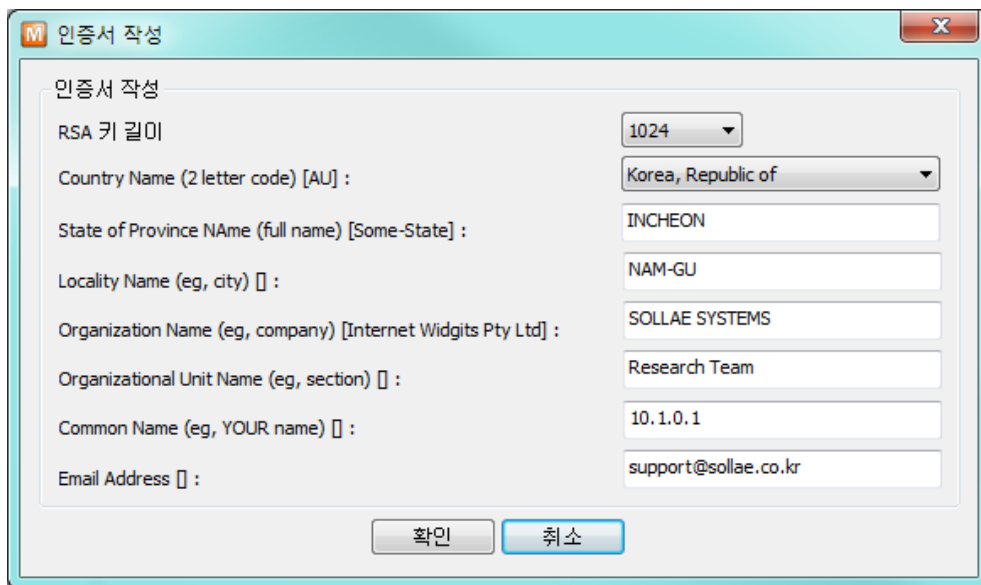 M 인증서 작성
인증서 작성
RSA 키 길이 1024
Country Name (2 letter code) [AU] : Korea, Republic of
State of Province NAme (full name) [Some-State] : INCHEON
Locality Name (eg, city) [] : NAM-GU
Organization Name (eg, company) [Internet Widgits Pty Ltd] : SOLLAE SYSTEMS
Organizational Unit Name (eg, section) [] : Research Team
Common Name (eg, YOUR name) [] : 10.1.0.1
Email Address [] : support@sollae.co.kr
확인 취소